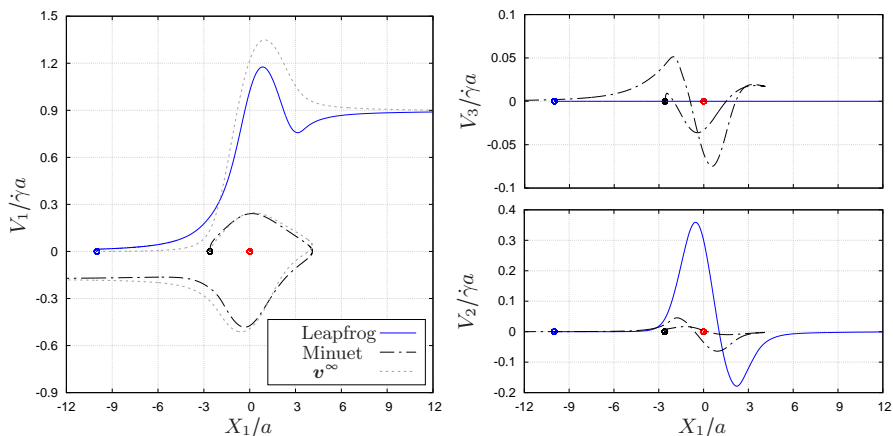 V₁/γ̇a
1.5
1.2
0.9
0.6
0.3
0
-0.3
-0.6
-0.9
Leapfrog
Minuet
v^∞
-12 -9 -6 -3 0 3 6 9 12
X₁/a
V₃/γ̇a
0.1
0.05
0
-0.05
-0.1
V₂/γ̇a
0.4
0.3
0.2
0.1
0
-0.1
-0.2
-12 -9 -6 -3 0 3 6 9 12
X₁/a